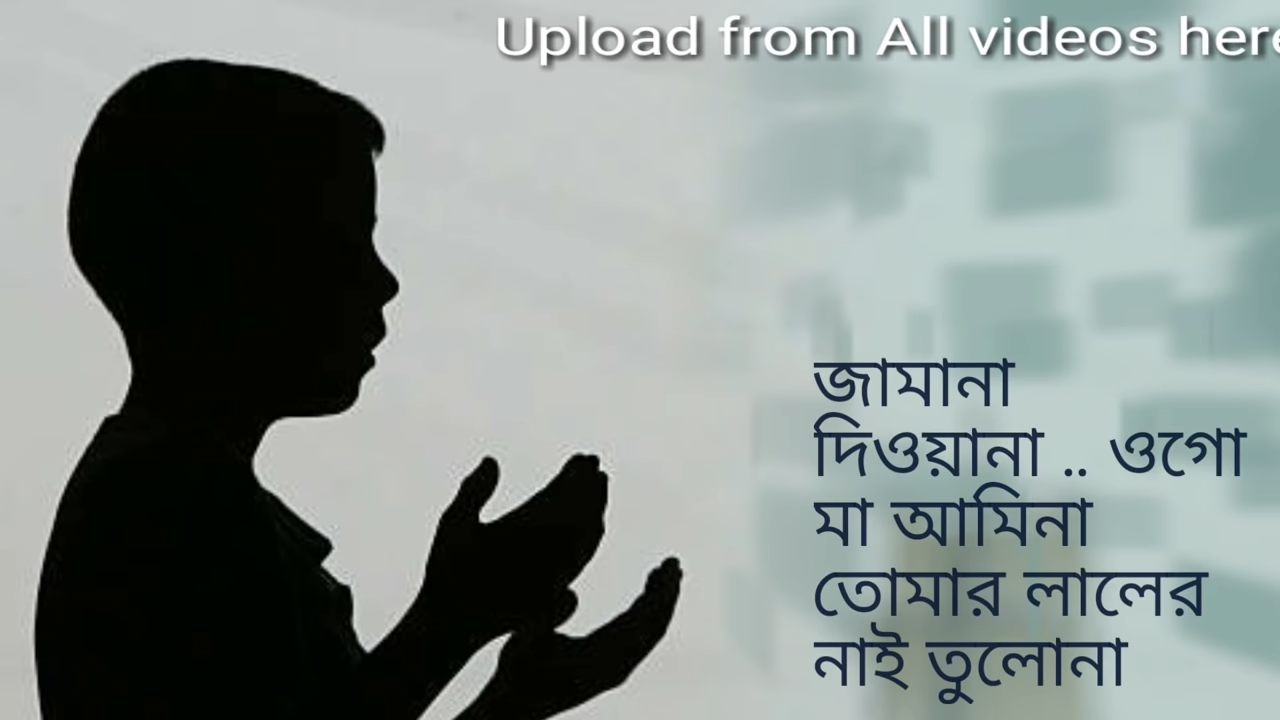 Upload from All videos here
জামানা
দিওয়ানা .. ওগো
মা আমিনা
তোমার লালের
নাই তুলোনা